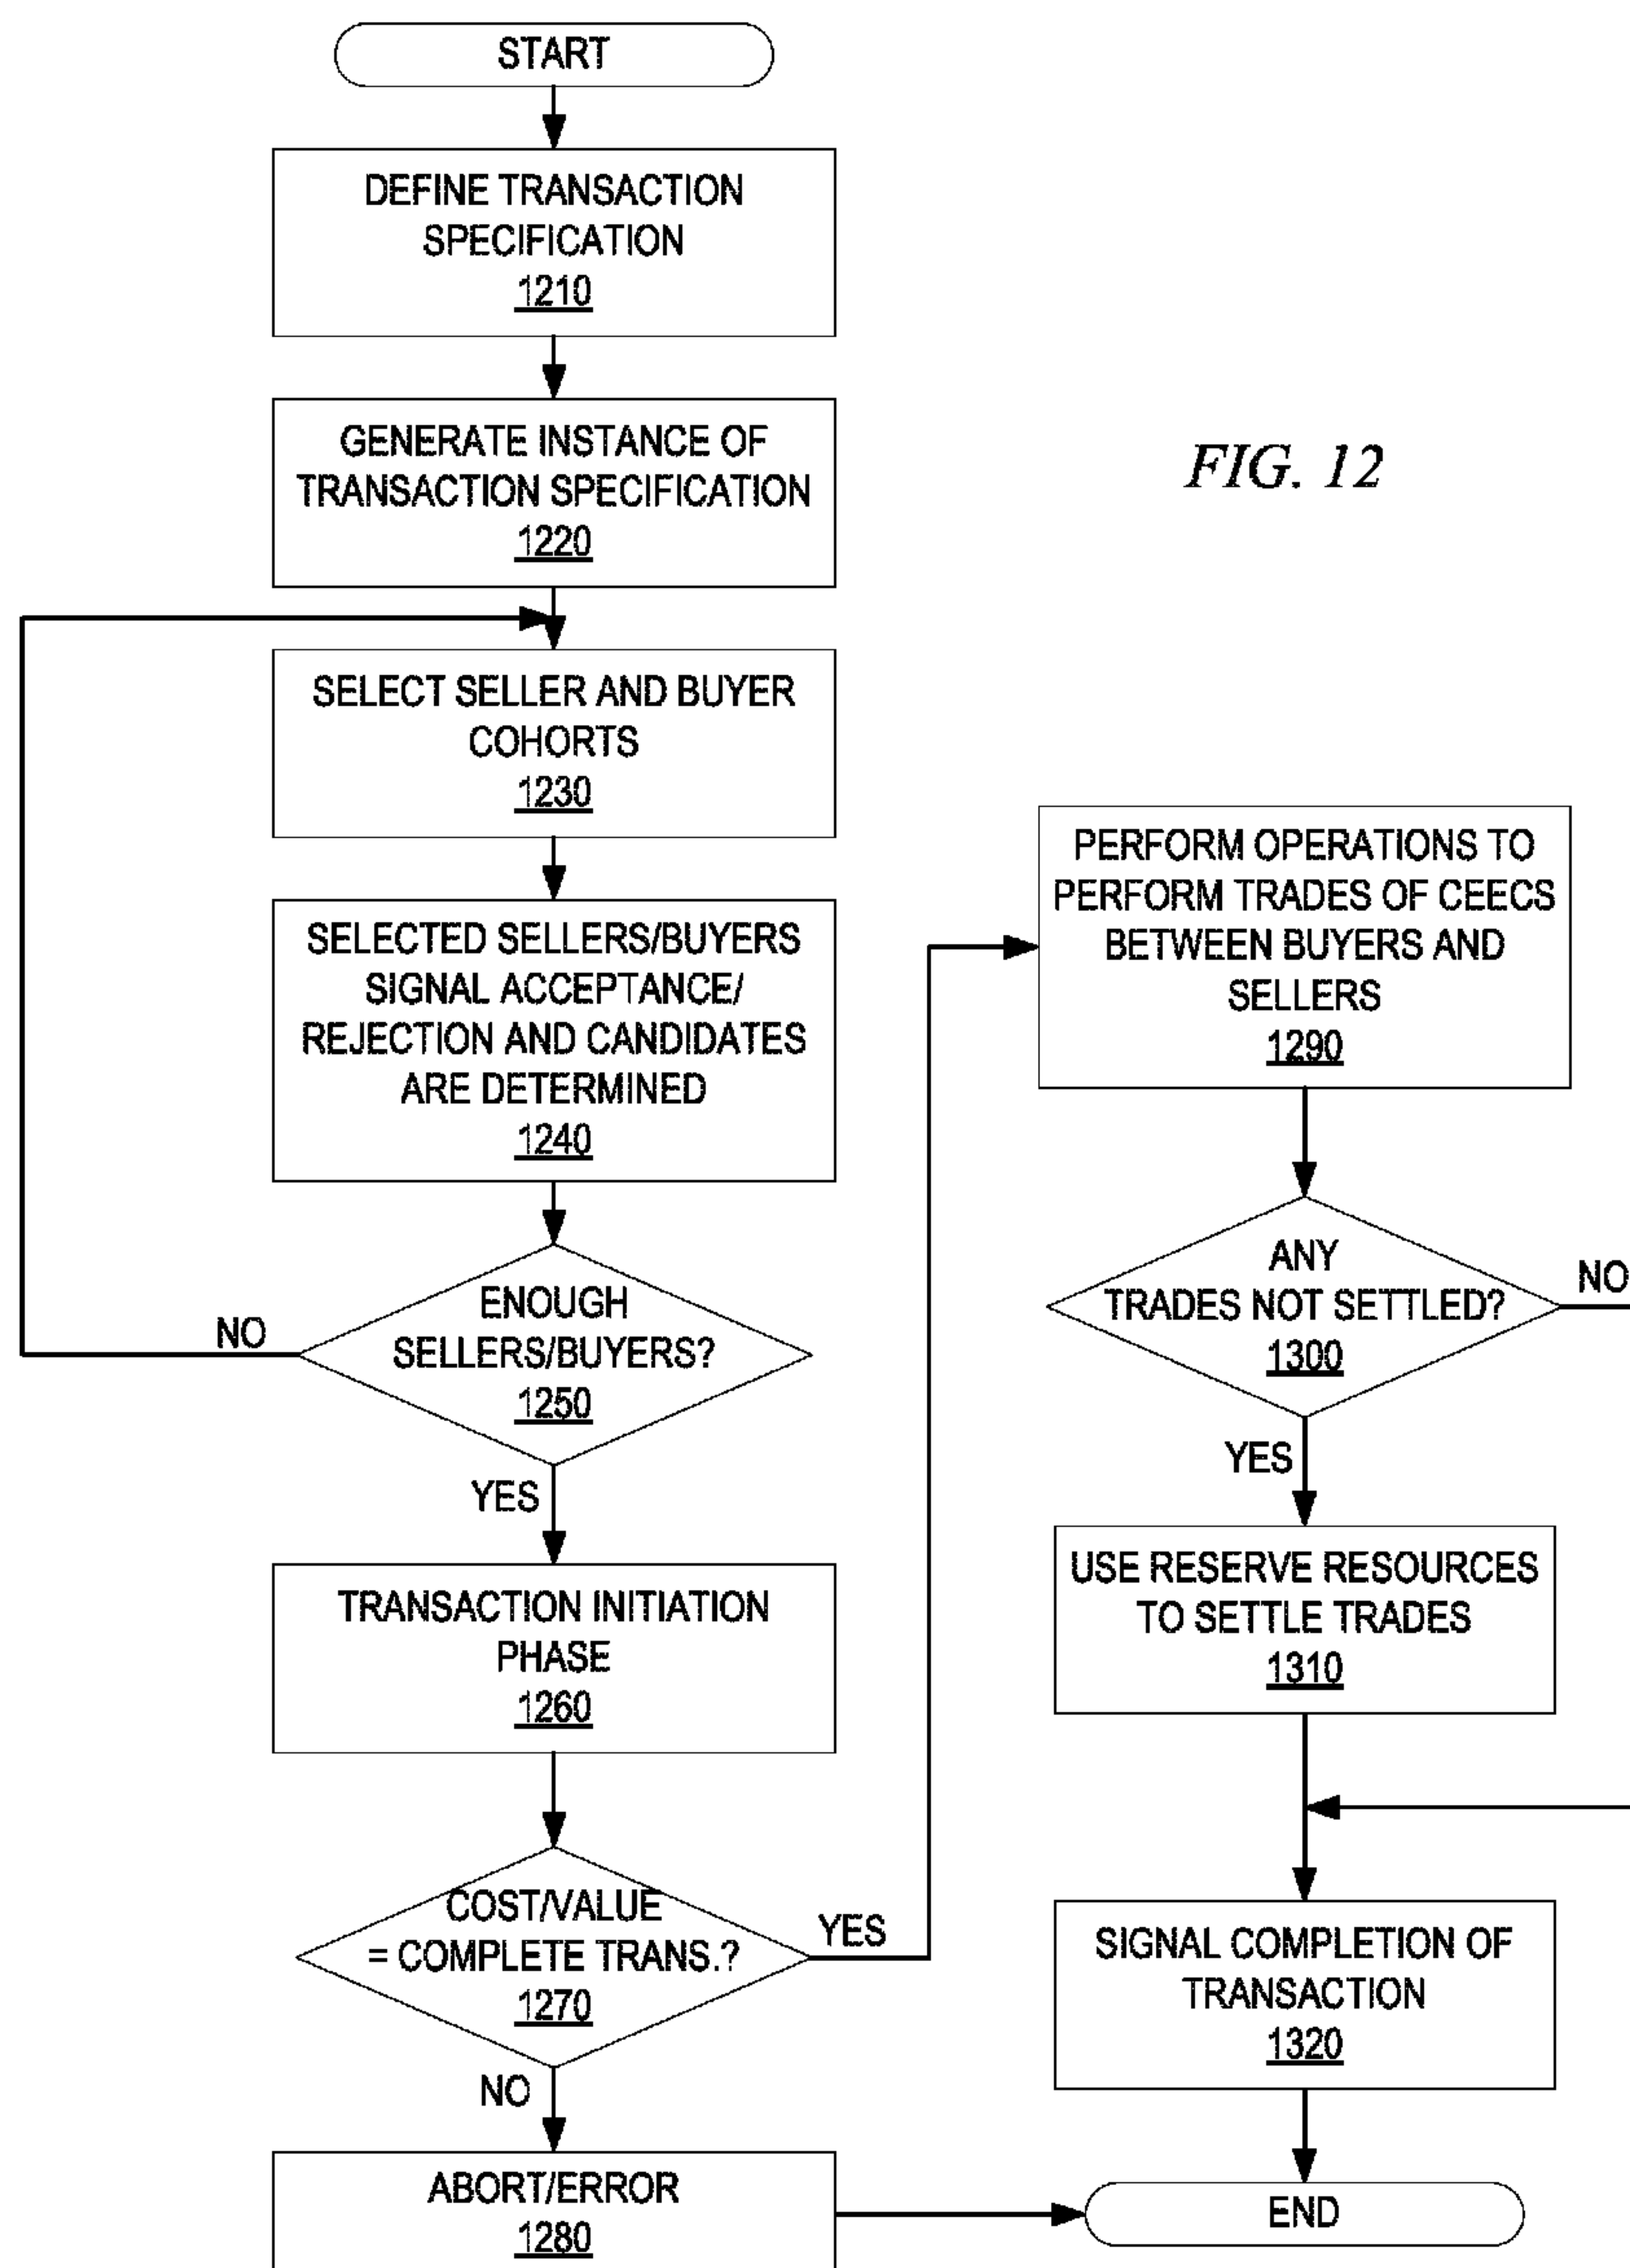 START
DEFINE TRANSACTION
SPECIFICATION
1210
GENERATE INSTANCE OF
TRANSACTION SPECIFICATION
1220
FIG. 12
SELECT SELLER AND BUYER
COHORTS
1230
SELECTED SELLERS/BUYERS
SIGNAL ACCEPTANCE/
REJECTION AND CANDIDATES
ARE DETERMINED
1240
ENOUGH
SELLERS/BUYERS?
1250
NO
YES
TRANSACTION INITIATION
PHASE
1260
COST/VALUE
= COMPLETE TRANS.?
1270
YES
NO
ABORT/ERROR
1280
PERFORM OPERATIONS TO
PERFORM TRADES OF CEECS
BETWEEN BUYERS AND
SELLERS
1290
ANY
TRADES NOT SETTLED?
1300
NO
YES
USE RESERVE RESOURCES
TO SETTLE TRADES
1310
SIGNAL COMPLETION OF
TRANSACTION
1320
END